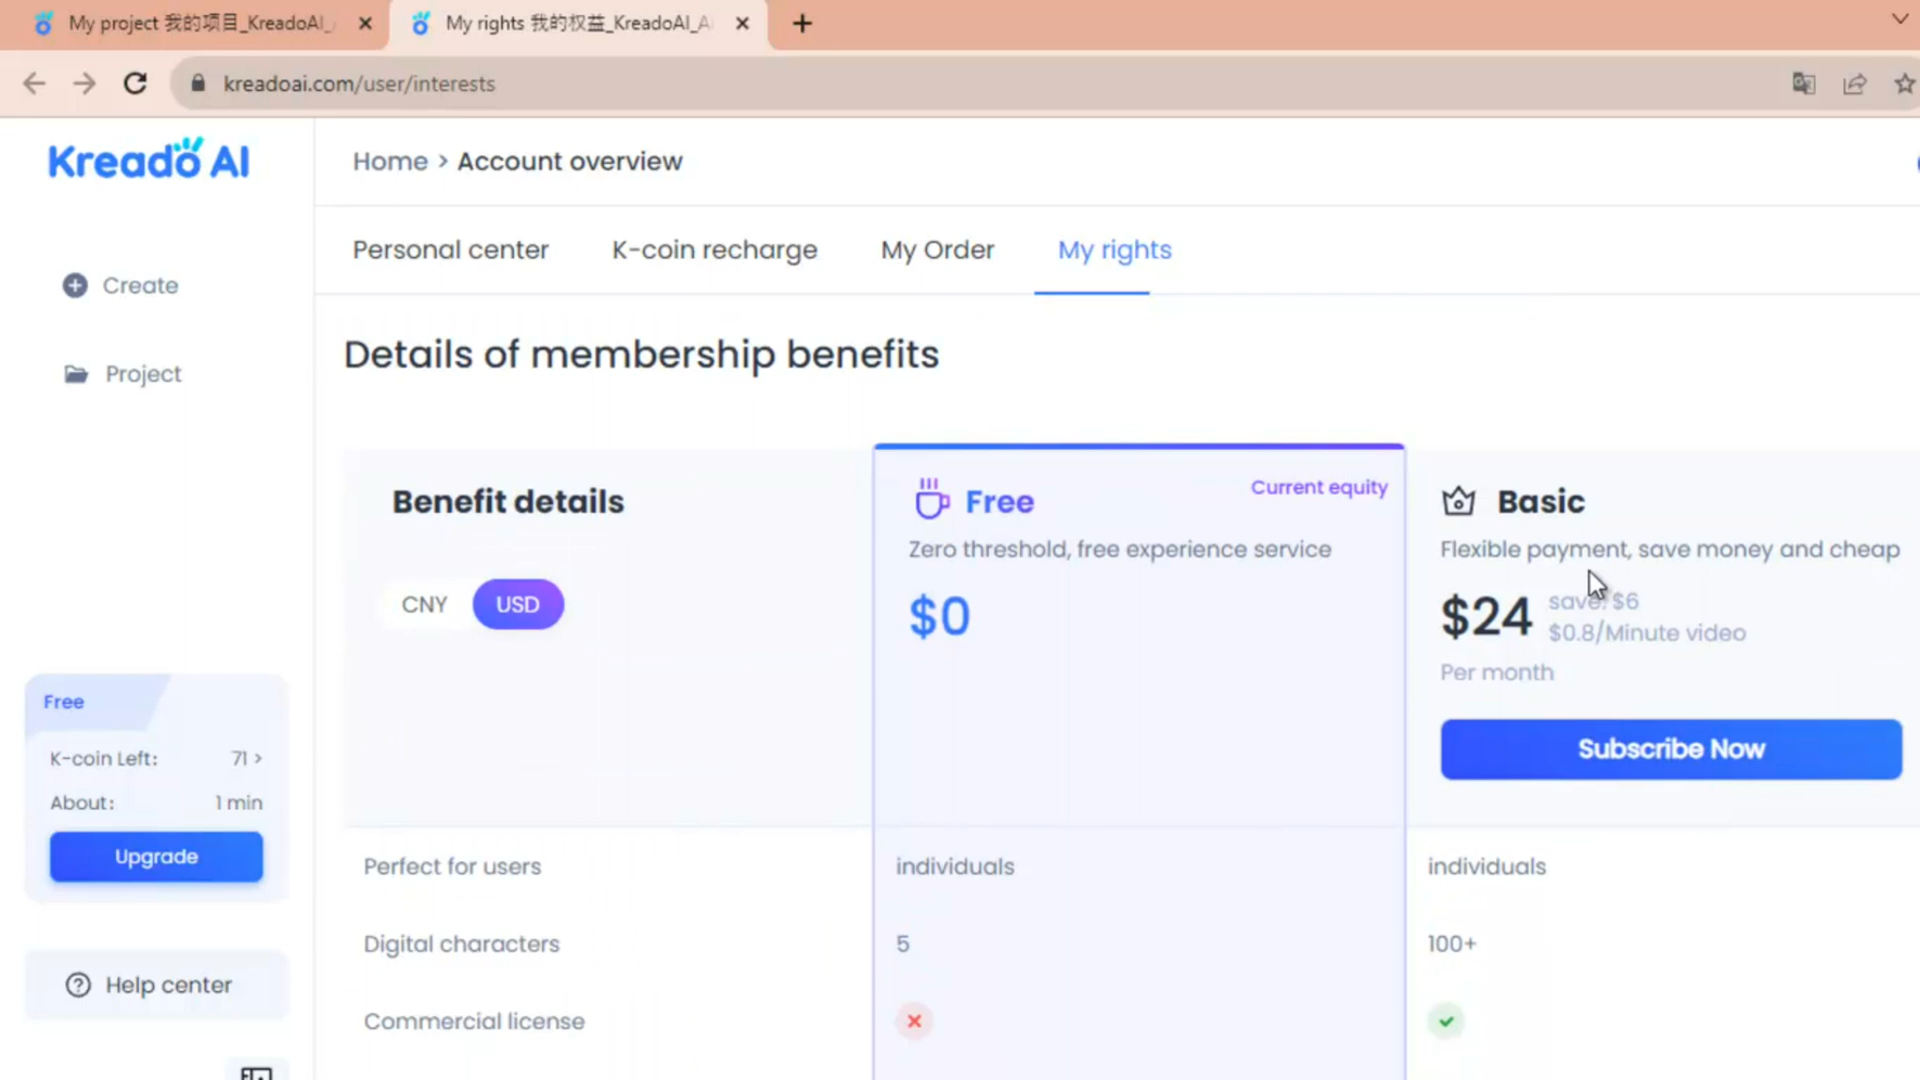 My project 我的项目_KreadoAI_
My rights 我的权益_KreadoAI_A
kreadoai.com/user/interests
Kreado AI
Home > Account overview
Personal center
K-coin recharge
My Order
My rights
Create
Project
Details of membership benefits
Benefit details
CNY
USD
Free
Current equity
Zero threshold, free experience service
$0
Basic
Flexible payment, save money and cheap
$24
save: $6
$0.8/Minute video
Per month
Subscribe Now
Free
K-coin Left: 71 >
About: 1 min
Upgrade
Help center
Perfect for users
individuals
individuals
Digital characters
5
100+
Commercial license